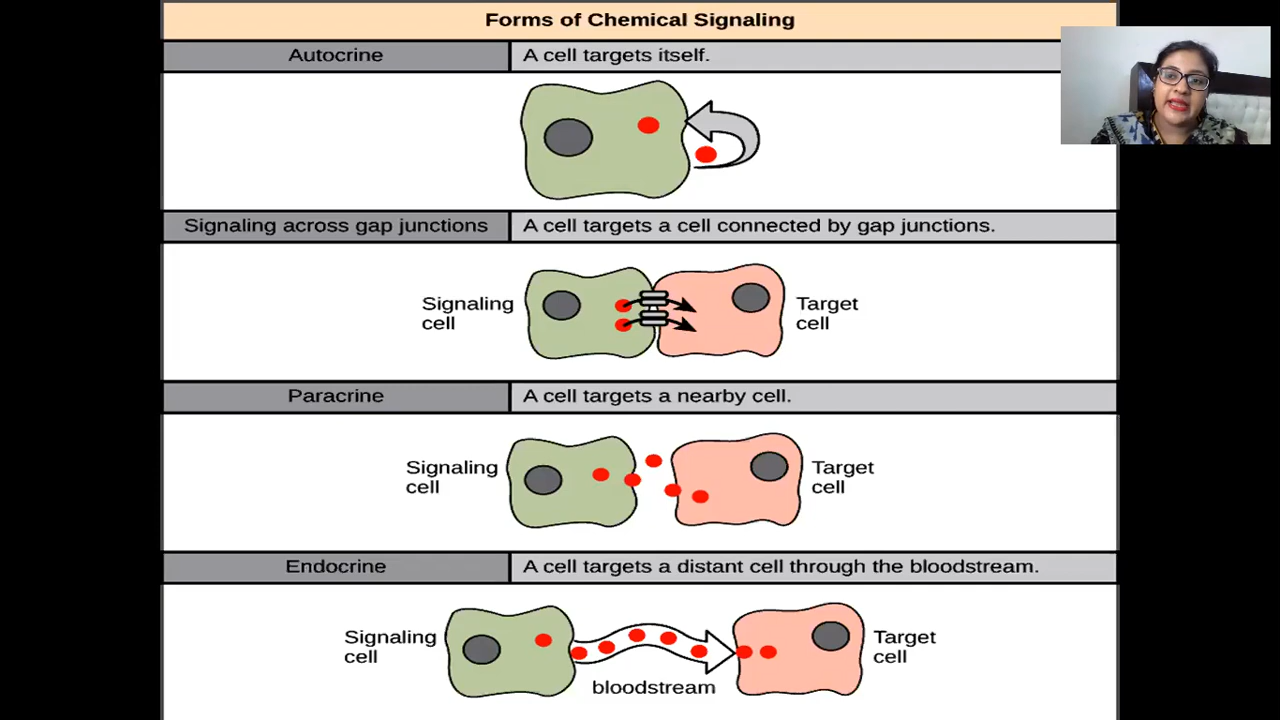 Forms of Chemical Signaling
Autocrine
A cell targets itself.
Signaling across gap junctions
A cell targets a cell connected by gap junctions.
Signaling
cell
Target
cell
Paracrine
A cell targets a nearby cell.
Signaling
cell
Target
cell
Endocrine
A cell targets a distant cell through the bloodstream.
Signaling
cell
Target
cell
bloodstream